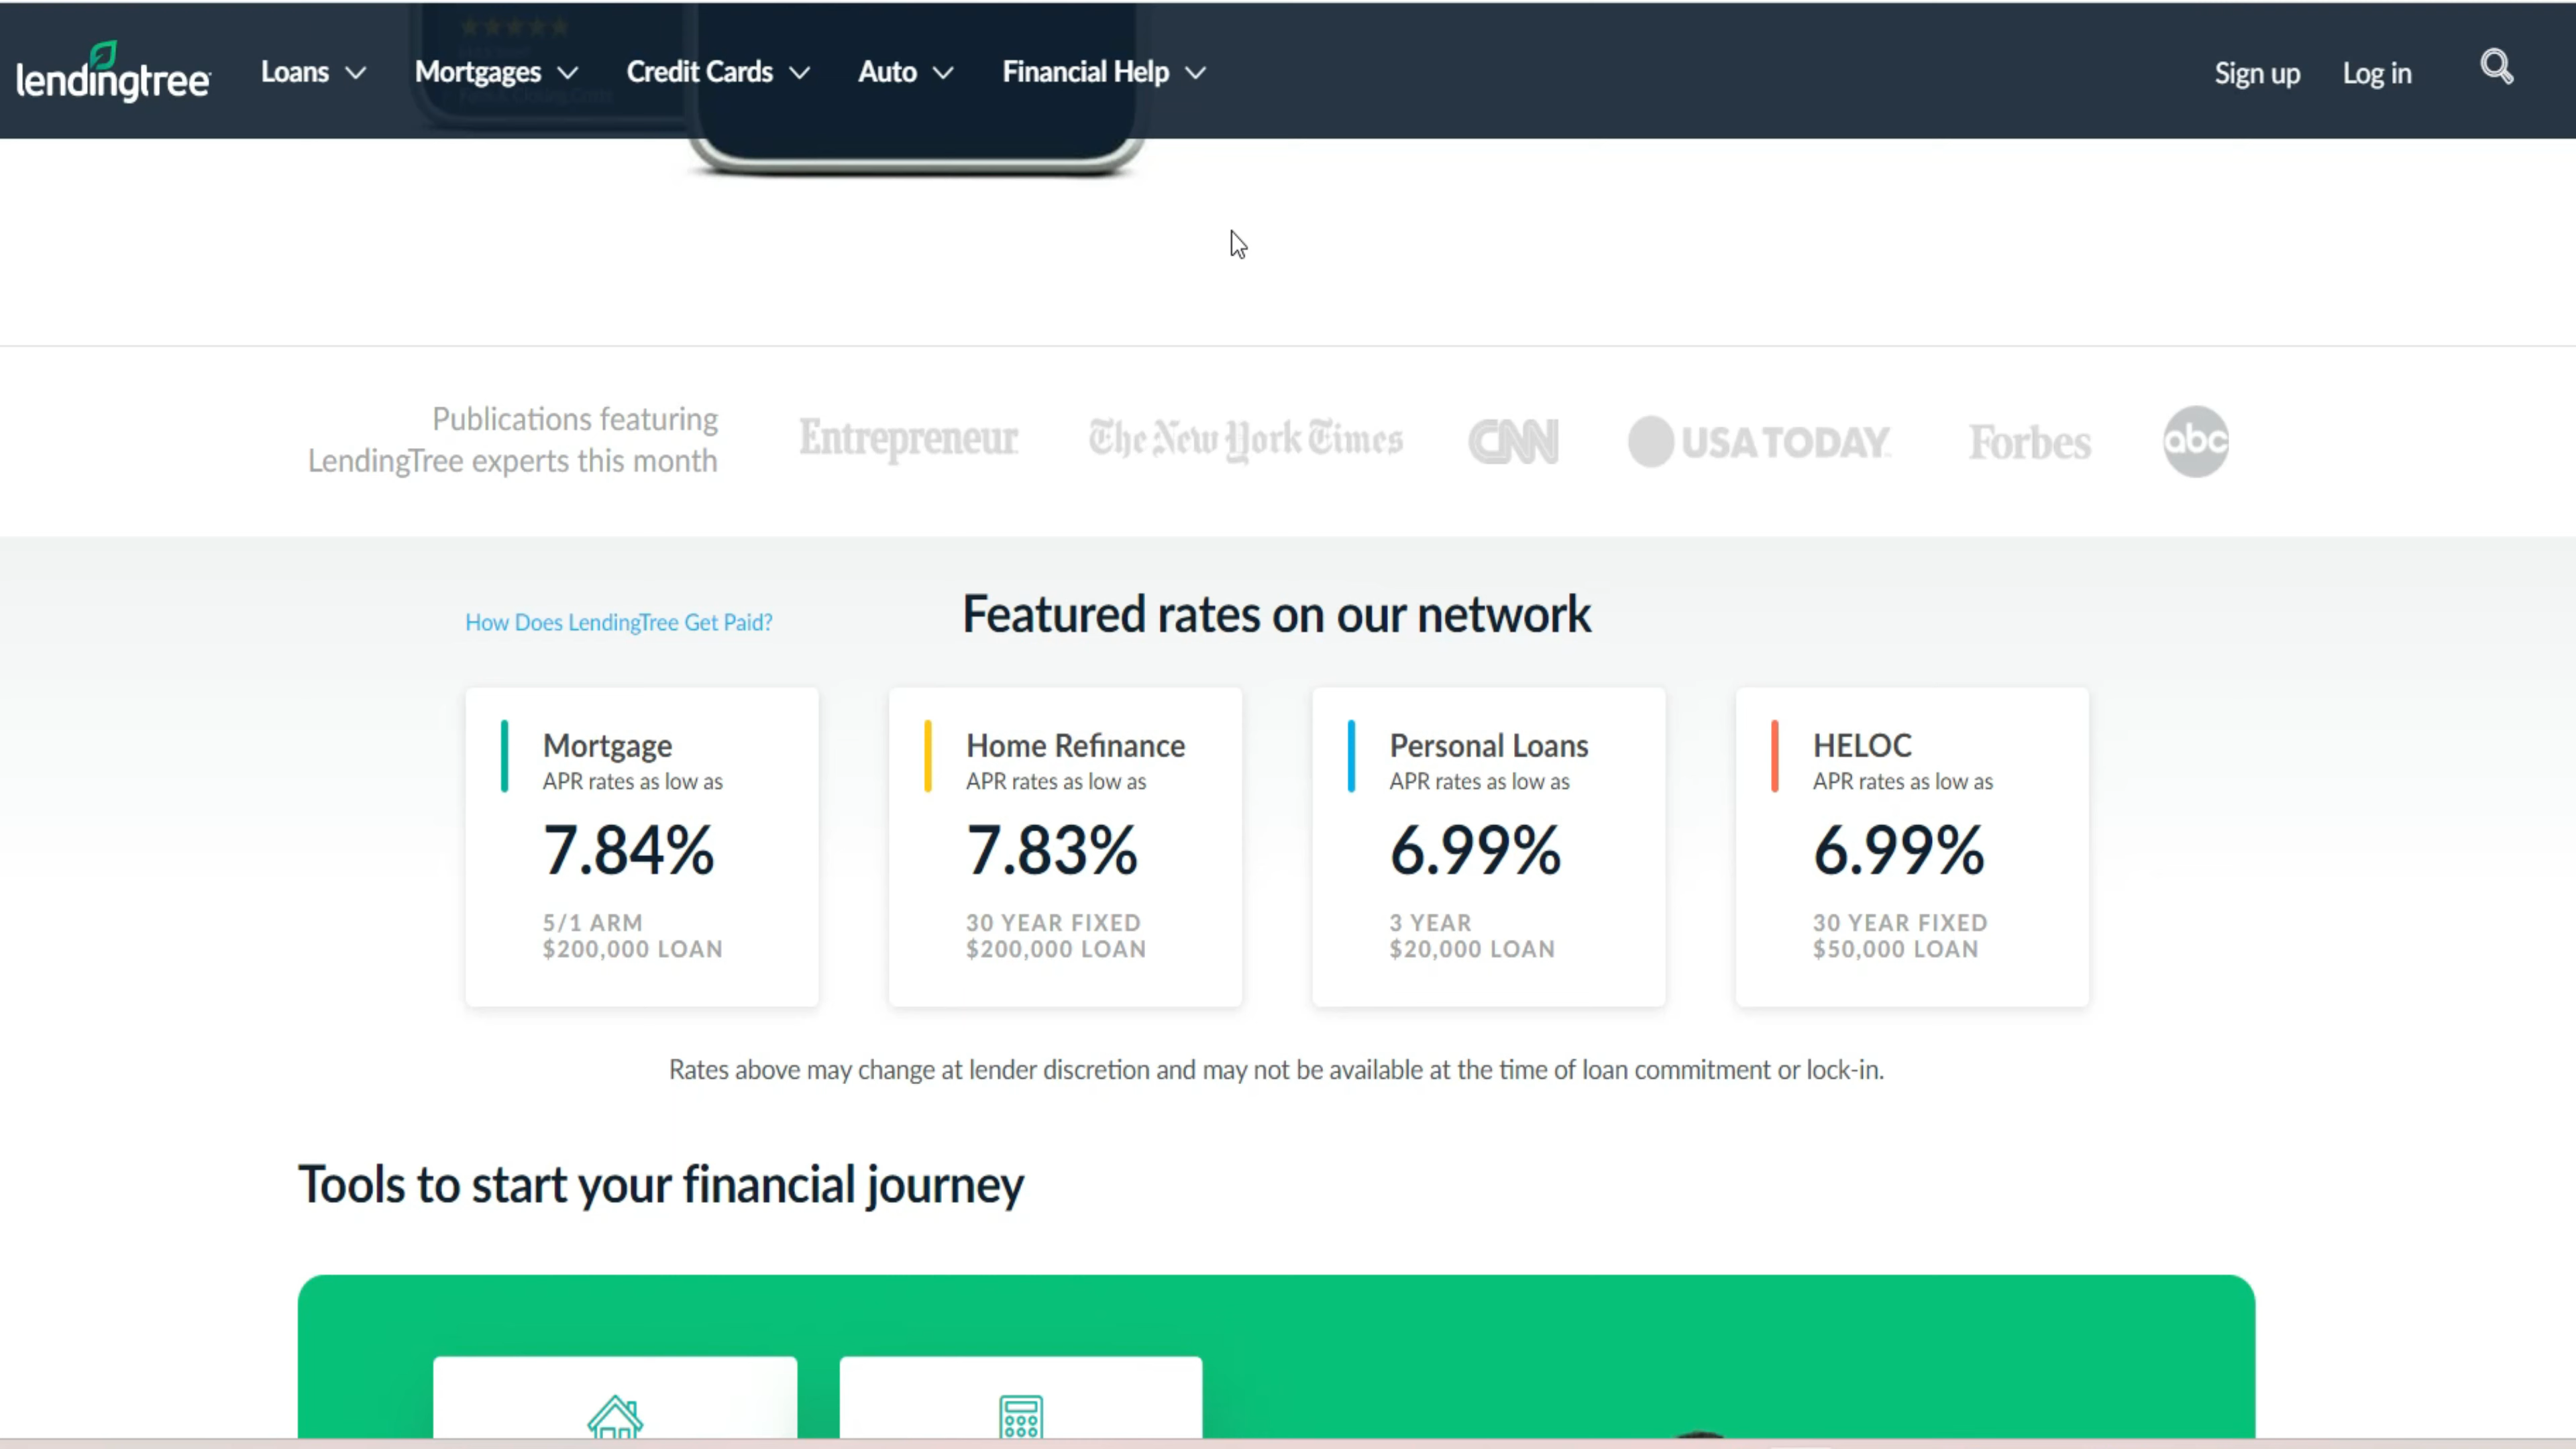 lendingtree
Loans
Mortgages
Credit Cards
Auto
Financial Help
Sign up
Log in
Publications featuring
LendingTree experts this month
Entrepreneur
The New York Times
CNN
USA TODAY
Forbes
abc
How Does LendingTree Get Paid?
Featured rates on our network
Mortgage
APR rates as low as
7.84%
5/1 ARM
$200,000 LOAN
Home Refinance
APR rates as low as
7.83%
30 YEAR FIXED
$200,000 LOAN
Personal Loans
APR rates as low as
6.99%
3 YEAR
$20,000 LOAN
HELOC
APR rates as low as
6.99%
30 YEAR FIXED
$50,000 LOAN
Rates above may change at lender discretion and may not be available at the time of loan commitment or lock-in.
Tools to start your financial journey